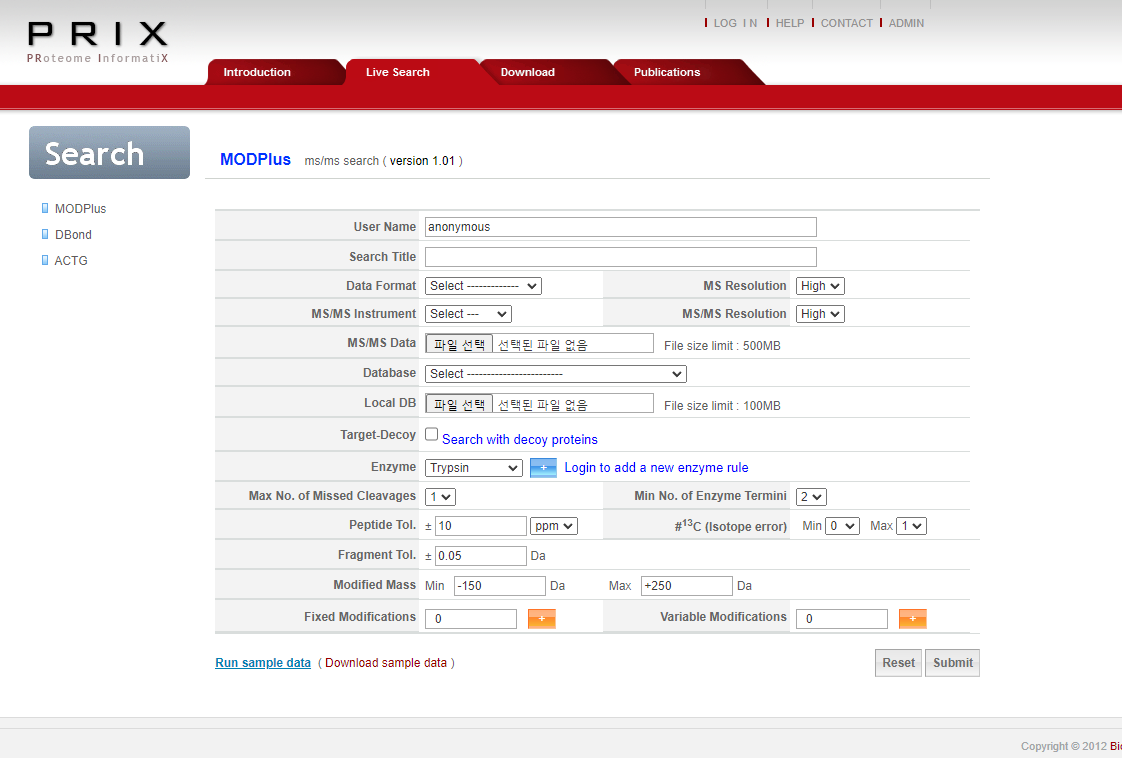 LOG IN HELP CONTACT ADMIN
PRIX
PRoteome InformatiX
Introduction Live Search Download Publications
Search
MODPlus ms/ms search ( version 1.01 )
MODPlus
DBond
ACTG
User Name anonymous
Search Title
Data Format Select ------------- MS Resolution High
MS/MS Instrument Select --- MS/MS Resolution High
MS/MS Data 파일 선택 선택된 파일 없음 File size limit : 500MB
Database Select ------------------------
Local DB 파일 선택 선택된 파일 없음 File size limit : 100MB
Target-Decoy Search with decoy proteins
Enzyme Trypsin + Login to add a new enzyme rule
Max No. of Missed Cleavages 1 Min No. of Enzyme Termini 2
Peptide Tol. ± 10 ppm #¹³C (Isotope error) Min 0 Max 1
Fragment Tol. ± 0.05 Da
Modified Mass Min -150 Da Max +250 Da
Fixed Modifications 0 + Variable Modifications 0 +
Run sample data ( Download sample data ) Reset Submit
Copyright © 2012